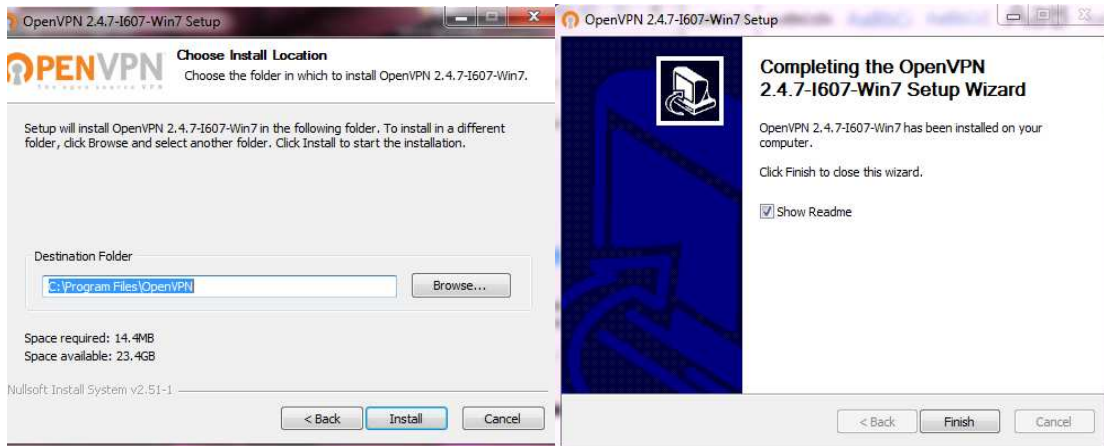 OpenVPN 2.4.7-I607-Win7 Setup
OPENVPN
The open source VPN
Choose Install Location
Choose the folder in which to install OpenVPN 2.4.7-I607-Win7.
Setup will install OpenVPN 2.4.7-I607-Win7 in the following folder. To install in a different
folder, click Browse and select another folder. Click Install to start the installation.
Destination Folder
C:\Program Files\OpenVPN
Browse...
Space required: 14.4MB
Space available: 23.4GB
Nullsoft Install System v2.51-1
< Back
Install
Cancel
OpenVPN 2.4.7-I607-Win7 Setup
Completing the OpenVPN
2.4.7-I607-Win7 Setup Wizard
OpenVPN 2.4.7-I607-Win7 has been installed on your
computer.
Click Finish to close this wizard.
Show Readme
< Back
Finish
Cancel